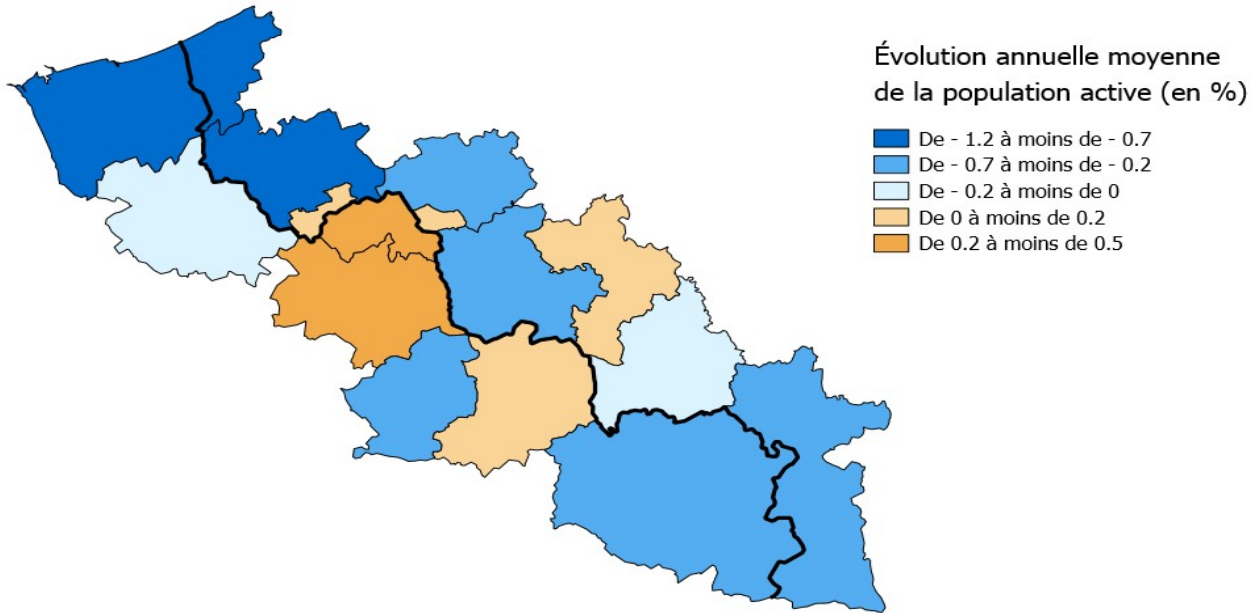 Évolution annuelle moyenne
de la population active (en %)
De - 1.2 à moins de - 0.7
De - 0.7 à moins de - 0.2
De - 0.2 à moins de 0
De 0 à moins de 0.2
De 0.2 à moins de 0.5